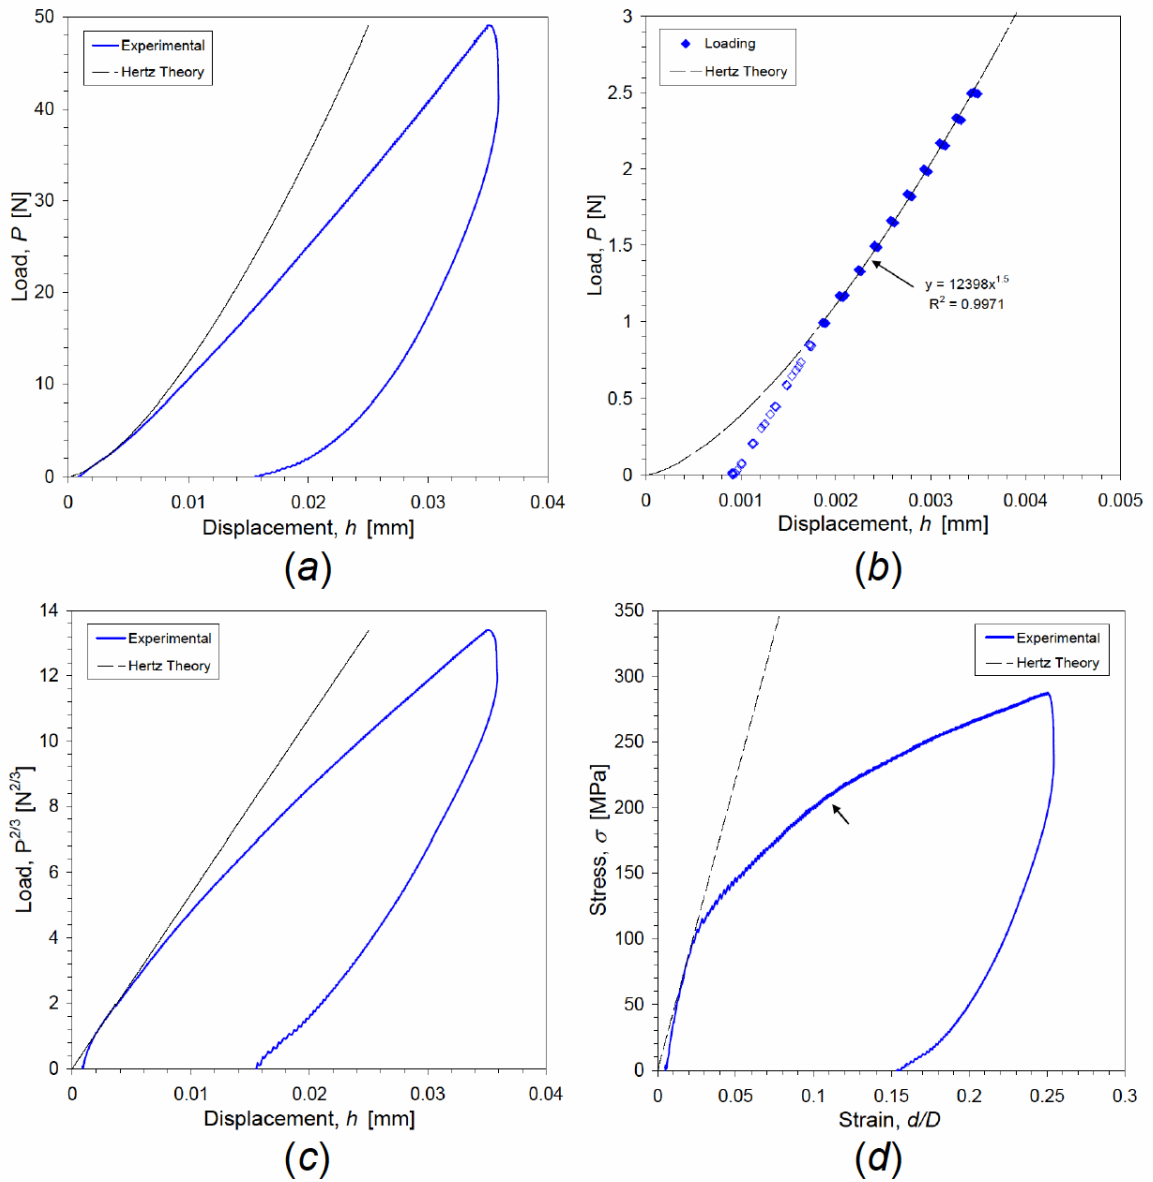 50
40
30
20
10
0
Load, P [N]
Experimental
Hertz Theory
0
0.01
0.02
0.03
0.04
Displacement, h [mm]
(a)
3
2.5
2
1.5
1
0.5
0
Load, P [N]
Loading
Hertz Theory
y = 12398x^1.5
R² = 0.9971
0
0.001
0.002
0.003
0.004
0.005
Displacement, h [mm]
(b)
14
12
10
8
6
4
2
0
Load, P^2/3 [N^2/3]
Experimental
Hertz Theory
0
0.01
0.02
0.03
0.04
Displacement, h [mm]
(c)
350
300
250
200
150
100
50
0
Stress, σ [MPa]
Experimental
Hertz Theory
0
0.05
0.1
0.15
0.2
0.25
0.3
Strain, d/D
(d)